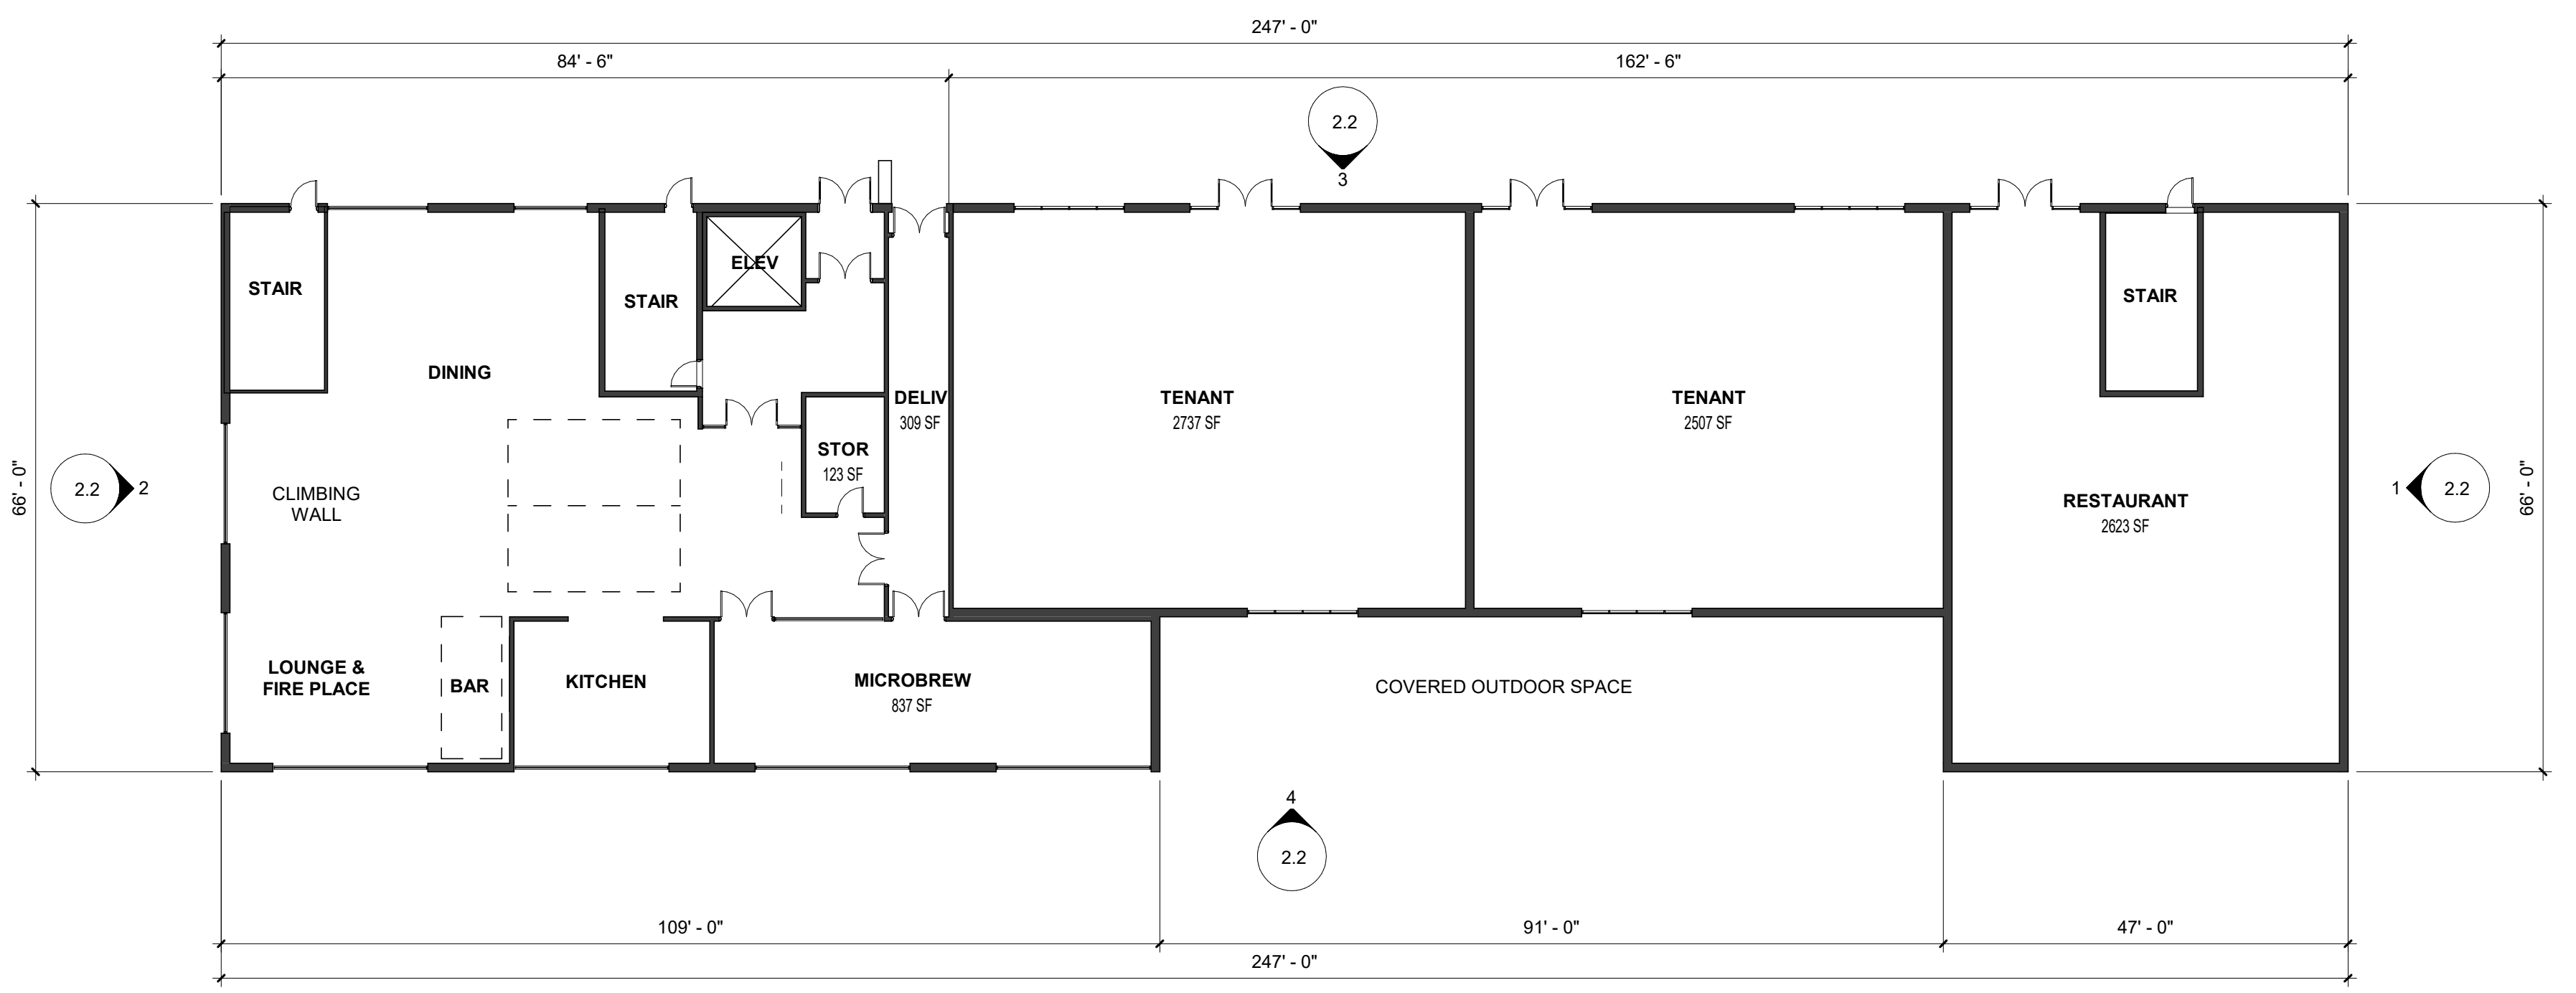 247' - 0"
84' - 6"
162' - 6"
2.2
3
ELEV
STAIR
STAIR
STAIR
DINING
DELIV
309 SF
TENANT
2737 SF
TENANT
2507 SF
STOR
123 SF
66' - 0"
2.2
2
CLIMBING
WALL
RESTAURANT
2623 SF
1
2.2
66' - 0"
LOUNGE &
FIRE PLACE
BAR
KITCHEN
MICROBREW
837 SF
COVERED OUTDOOR SPACE
4
2.2
109' - 0"
91' - 0"
47' - 0"
247' - 0"